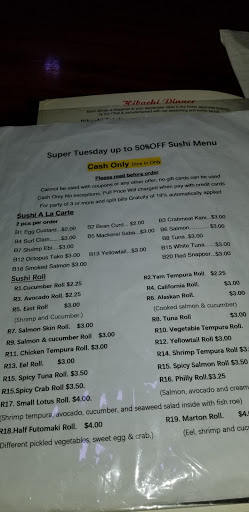 Hibachi Dinner
Super Tuesday up to 50%OFF Sushi Menu
Cash Only Dine in Only
Please read before order
Cannot be used with coupons or any other offer, no gift cards can be used
Cash Only No exceptions, Full Price will charged when pay with credit cards.
For party of 3 or more and split bills Gratuity of 18% automatically applied
Sushi A La Carte
2 pcs per order
B1 Egg Custard...$3.00 B2 Bean Curd ..$3.00 B3 Crabmeat Kani..$3.00
B4 Surf Clam.....$3.00 B5 Mackerel Saba...$3.00 B6 Salmon.........$3.00
B7 Shrimp Ebi...$3.00 B8 Tuna..$3.00
B12 Octopus Tako $3.00 B13 Yellowtail..$3.00 B15 White Tuna......$3.00
B16 Smoked Salmon $3.00 B20 Red Snapper...$3.00
Sushi Roll
R1.Cucumber Roll $2.25 R2.Yam Tempura Roll $2.25
R3. Avocado Roll $2.25 R4. California Roll. $3.00
R5. East Roll $3.00 R6. Alaskan Roll. $3.00
(Shrimp and Cucumber) (Cooked salmon & cucumber)
R7. Salmon Skin Roll. $3.00 R8. Tuna Roll $3.00
R9. Salmon & cucumber Roll $3.00 R10. Vegetable Tempura Roll.
R11. Chicken Tempura Roll. $3.00 R12. Yellowtail Roll $3.00
R13. Eel Roll. $3.00 R14. Shrimp Tempura Roll $
R15. Spicy Tuna Roll. $3.50 R15. Spicy Salmon Roll $3.50
R15.Spicy Crab Roll $3.50. R16. Philly Roll.$3.25
R17. Small Lotus Roll. $4.00. (Salmon, avocado and cream
(Shrimp tempura, avocado, cucumber, and seaweed salad inside with fish roe)
R18.Half Futomaki Roll. $4.00 R19. Marton Roll. $4.
Different pickled vegetables, sweet egg & crab.) (Eel, shrimp and cuc